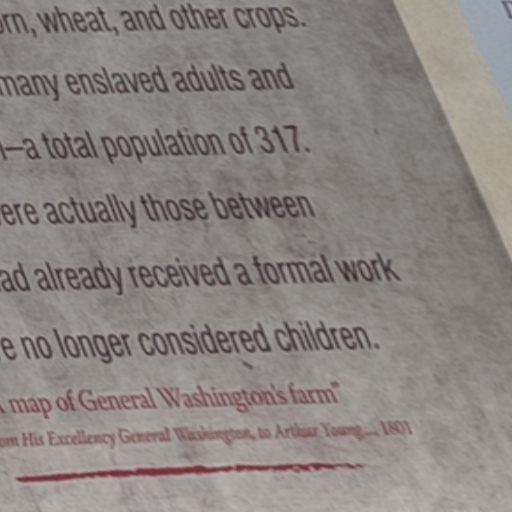 orn, wheat, and other crops.
many enslaved adults and
—a total population of 317.
ere actually those between
ad already received a formal work
e no longer considered children.
map of General Washington's farm"
om His Excellency General Washington, to Arthur Young,... 1801